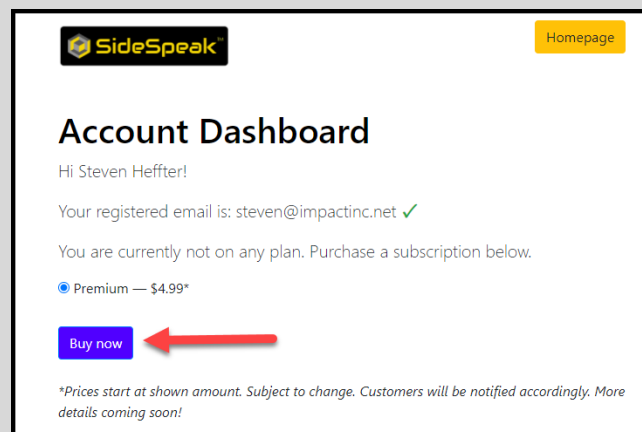 SideSpeak™
Homepage
Account Dashboard
Hi Steven Heffter!
Your registered email is: steven@impactinc.net ✓
You are currently not on any plan. Purchase a subscription below.
Premium — $4.99*
Buy now
*Prices start at shown amount. Subject to change. Customers will be notified accordingly. More
details coming soon!